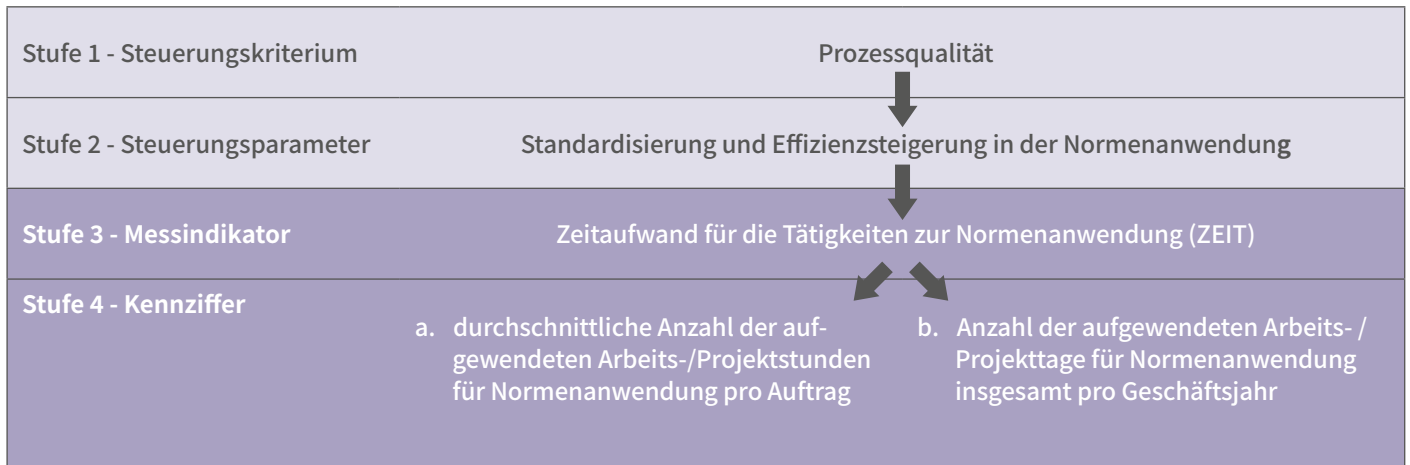 Stufe 1 - Steuerungskriterium
Prozessqualität
Stufe 2 - Steuerungsparameter
Standardisierung und Effizienzsteigerung in der Normenanwendung
Stufe 3 - Messindikator
Zeitaufwand für die Tätigkeiten zur Normenanwendung (ZEIT)
Stufe 4 - Kennziffer
a. durchschnittliche Anzahl der auf-
gewendeten Arbeits-/Projektstunden
für Normenanwendung pro Auftrag
b. Anzahl der aufgewendeten Arbeits- /
Projekttage für Normenanwendung
insgesamt pro Geschäftsjahr